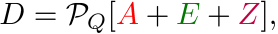 D = 𝒫_Q[A + E + Z],